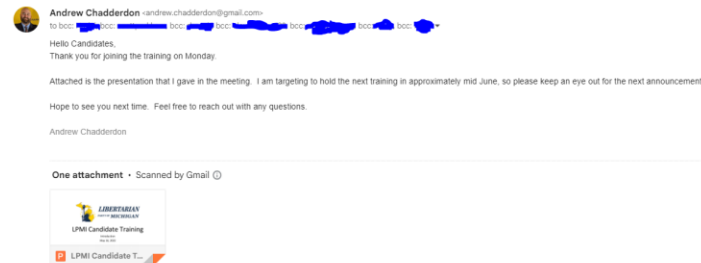 Andrew Chadderdon <andrew.chadderdon@gmail.com>
to bcc: bcc: bcc: bcc: bcc: bcc:
Hello Candidates,
Thank you for joining the training on Monday.
Attached is the presentation that I gave in the meeting. I am targeting to hold the next training in approximately mid June, so please keep an eye out for the next announcement
Hope to see you next time. Feel free to reach out with any questions.
Andrew Chadderdon
One attachment • Scanned by Gmail
LIBERTARIAN
MICHIGAN
LPMI Candidate Training
P LPMI Candidate T...